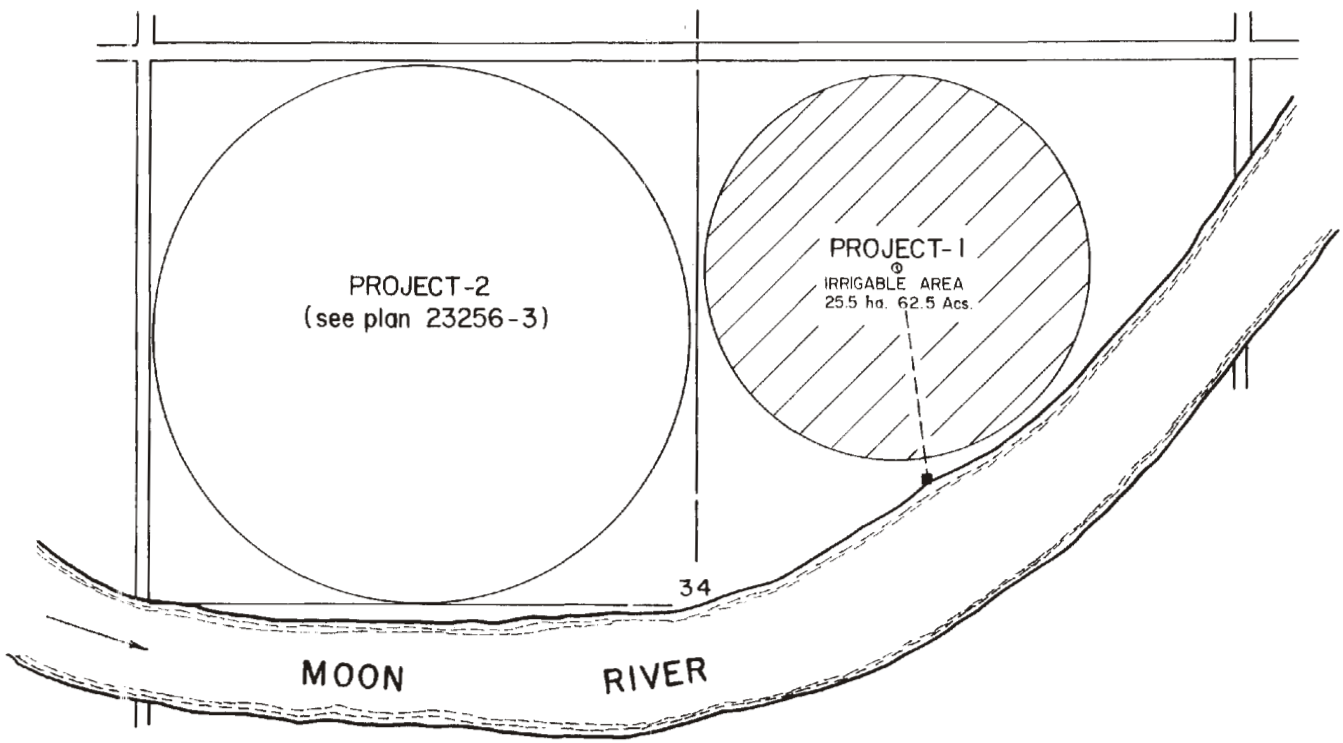 PROJECT-2
(see plan 23256-3)
PROJECT-1
IRRIGABLE AREA
25.5 ha. 62.5 Acs.
34
MOON RIVER